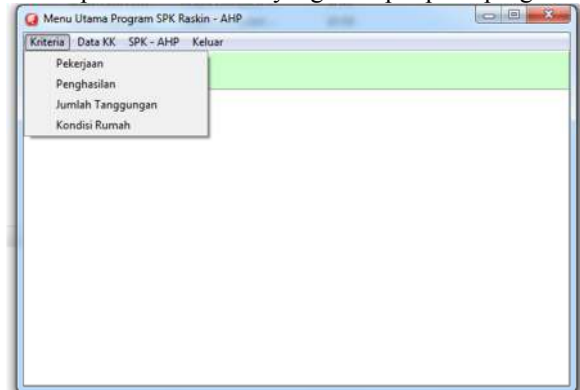 Menu Utama Program SPK Raskin - AHP
Kriteria Data KK SPK - AHP Keluar
Pekerjaan
Penghasilan
Jumlah Tanggungan
Kondisi Rumah